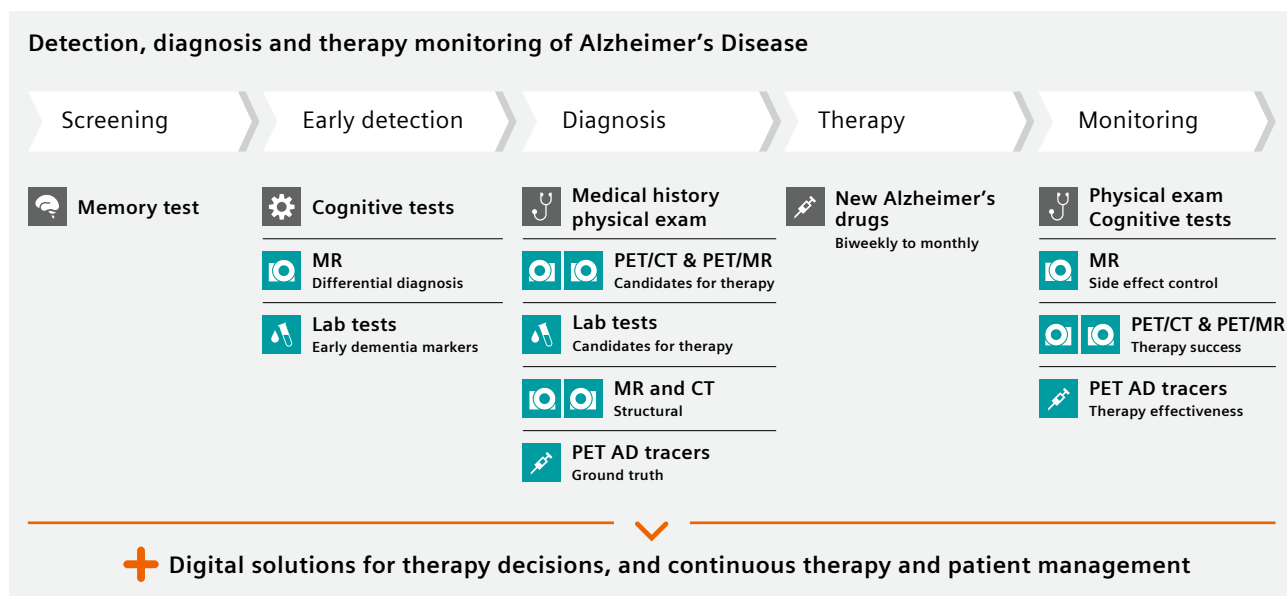 Detection, diagnosis and therapy monitoring of Alzheimer’s Disease
Screening
Early detection
Diagnosis
Therapy
Monitoring
Memory test
Cognitive tests
MR
Differential diagnosis
Lab tests
Early dementia markers
Medical history
physical exam
PET/CT & PET/MR
Candidates for therapy
Lab tests
Candidates for therapy
MR and CT
Structural
PET AD tracers
Ground truth
New Alzheimer’s
drugs
Biweekly to monthly
Physical exam
Cognitive tests
MR
Side effect control
PET/CT & PET/MR
Therapy success
PET AD tracers
Therapy effectiveness
Digital solutions for therapy decisions, and continuous therapy and patient management